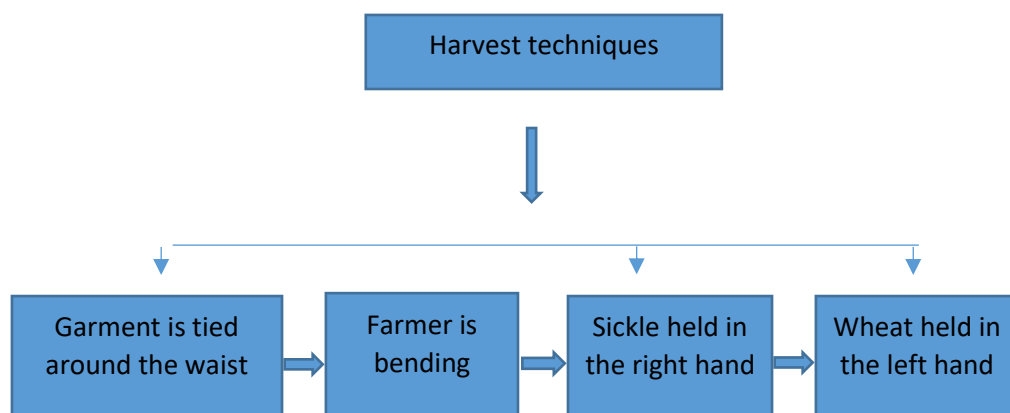 Harvest techniques
Garment is tied
around the waist
Farmer is
bending
Sickle held in
the right hand
Wheat held in
the left hand